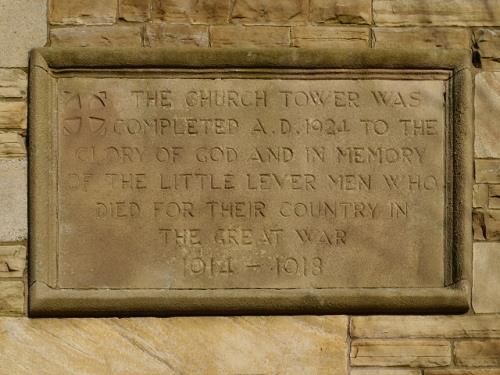 THE CHURCH TOWER WAS
COMPLETED A.D. 1924 TO THE
GLORY OF GOD AND IN MEMORY
OF THE LITTLE LEVER MEN WHO
DIED FOR THEIR COUNTRY IN
THE GREAT WAR
1914 - 1918